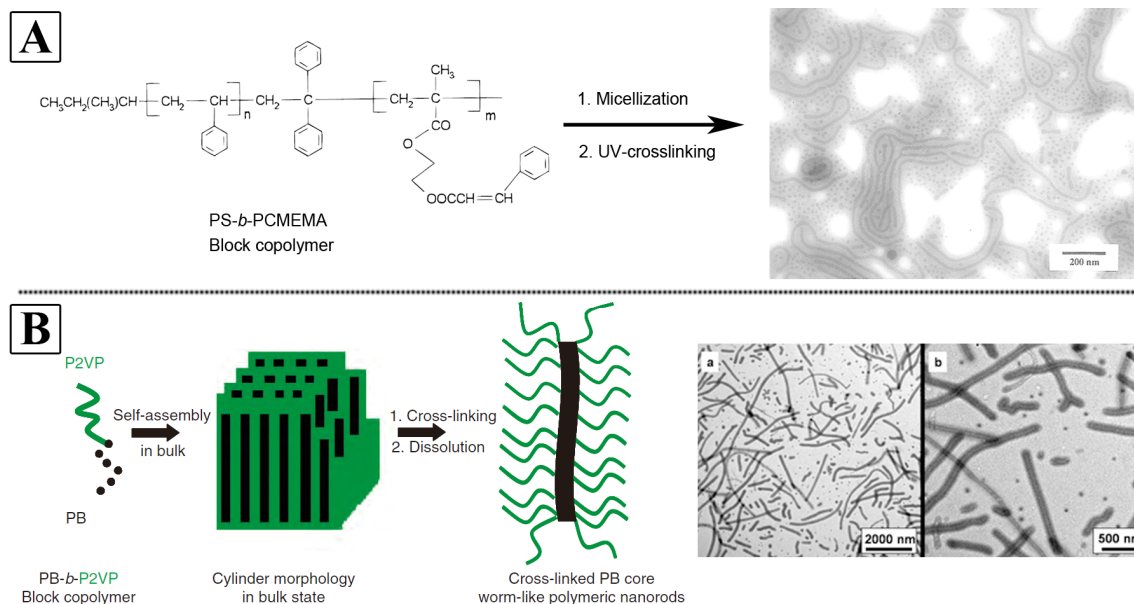 A
CH₃CH₂(CH₃)CH
CH₂
CH
n
CH₂
C
CH₂
CH₃
C
m
CO
O
OOCCH=CH
PS-b-PCMEMA
Block copolymer
1. Micellization
2. UV-crosslinking
200 nm
B
P2VP
PB
PB-b-P2VP
Block copolymer
Self-assembly
in bulk
Cylinder morphology
in bulk state
1. Cross-linking
2. Dissolution
Cross-linked PB core
worm-like polymeric nanorods
a
2000 nm
b
500 nm